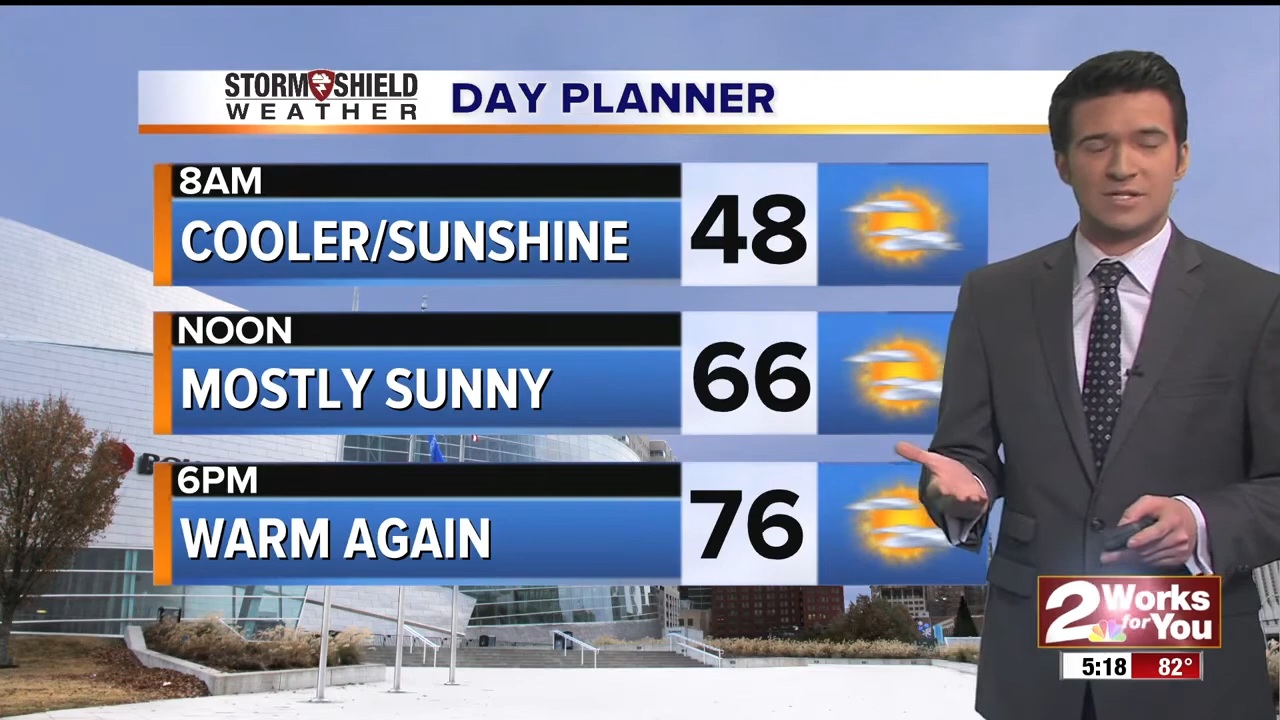 STORM SHIELD
WEATHER
DAY PLANNER
8AM
COOLER/SUNSHINE
48
NOON
MOSTLY SUNNY
66
6PM
WARM AGAIN
76
2 Works
for You
5:18 82°